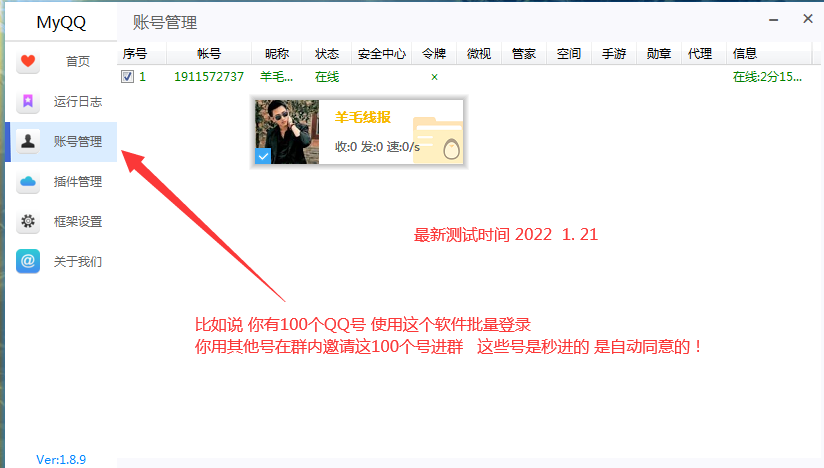 MyQQ
账号管理
首页
运行日志
账号管理
插件管理
框架设置
关于我们
Ver:1.8.9
序号 帐号 昵称 状态 安全中心 令牌 微视 管家 空间 手游 勋章 代理 信息
1 1911572737 羊毛... 在线 × 在线:2分15...
羊毛线报
收:0 发:0 速:0/s
最新测试时间 2022 1. 21
比如说 你有100个QQ号 使用这个软件批量登录
你用其他号在群内邀请这100个号进群 这些号是秒进的 是自动同意的！